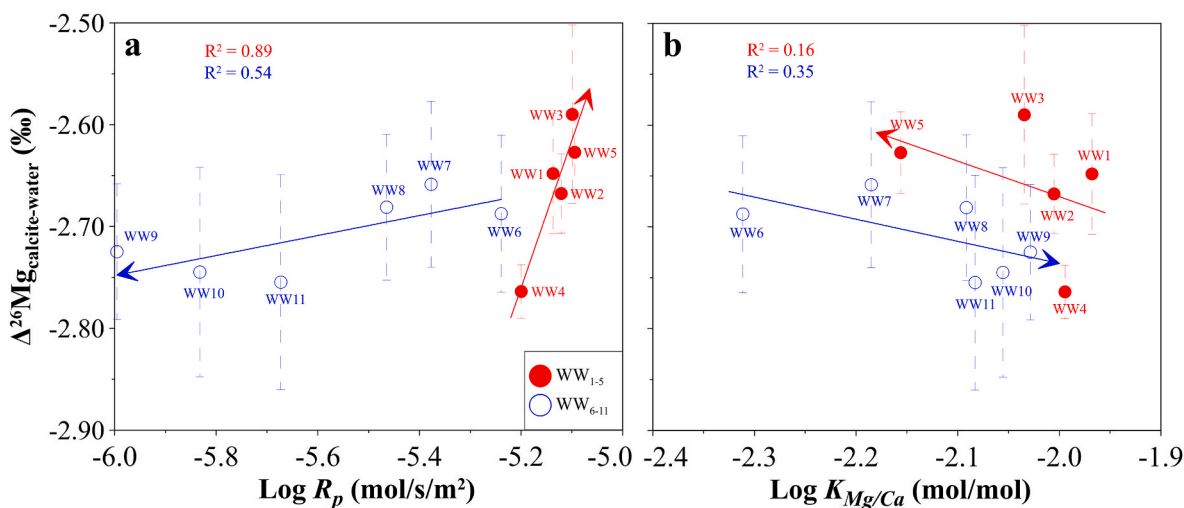 a
R² = 0.89
R² = 0.54
-2.50
-2.60
-2.70
-2.80
-2.90
Δ²⁶Mg calcite-water (‰)
WW3
WW5
WW1
WW2
WW7
WW8
WW6
WW9
WW10
WW11
WW4
WW1-5
WW6-11
-6.0
-5.8
-5.6
-5.4
-5.2
-5.0
Log Rp (mol/s/m²)
b
R² = 0.16
R² = 0.35
WW3
WW5
WW1
WW2
WW7
WW8
WW6
WW9
WW10
WW11
WW4
-2.4
-2.3
-2.2
-2.1
-2.0
-1.9
Log KMg/Ca (mol/mol)